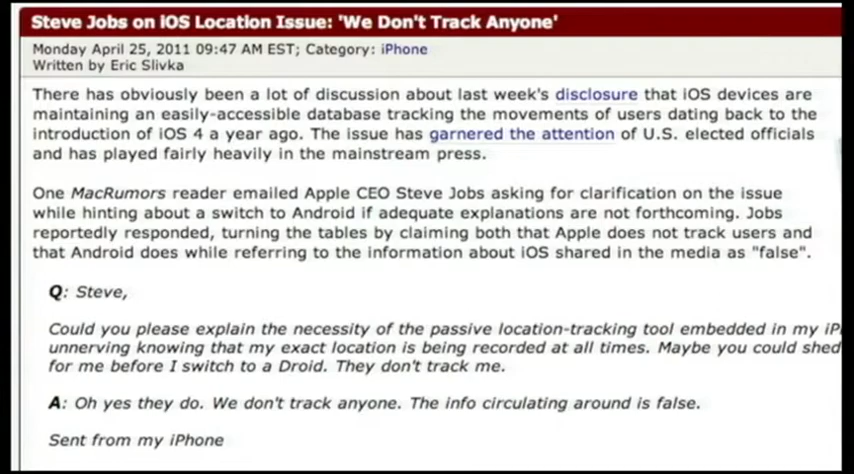 Steve Jobs on iOS Location Issue: 'We Don't Track Anyone'
Monday April 25, 2011 09:47 AM EST; Category: iPhone
Written by Eric Slivka
There has obviously been a lot of discussion about last week's disclosure that iOS devices are
maintaining an easily-accessible database tracking the movements of users dating back to the
introduction of iOS 4 a year ago. The issue has garnered the attention of U.S. elected officials
and has played fairly heavily in the mainstream press.
One MacRumors reader emailed Apple CEO Steve Jobs asking for clarification on the issue
while hinting about a switch to Android if adequate explanations are not forthcoming. Jobs
reportedly responded, turning the tables by claiming both that Apple does not track users and
that Android does while referring to the information about iOS shared in the media as "false".
Q: Steve,
Could you please explain the necessity of the passive location-tracking tool embedded in my
unnerving knowing that my exact location is being recorded at all times. Maybe you could shed
for me before I switch to a Droid. They don't track me.
A: Oh yes they do. We don't track anyone. The info circulating around is false.
Sent from my iPhone